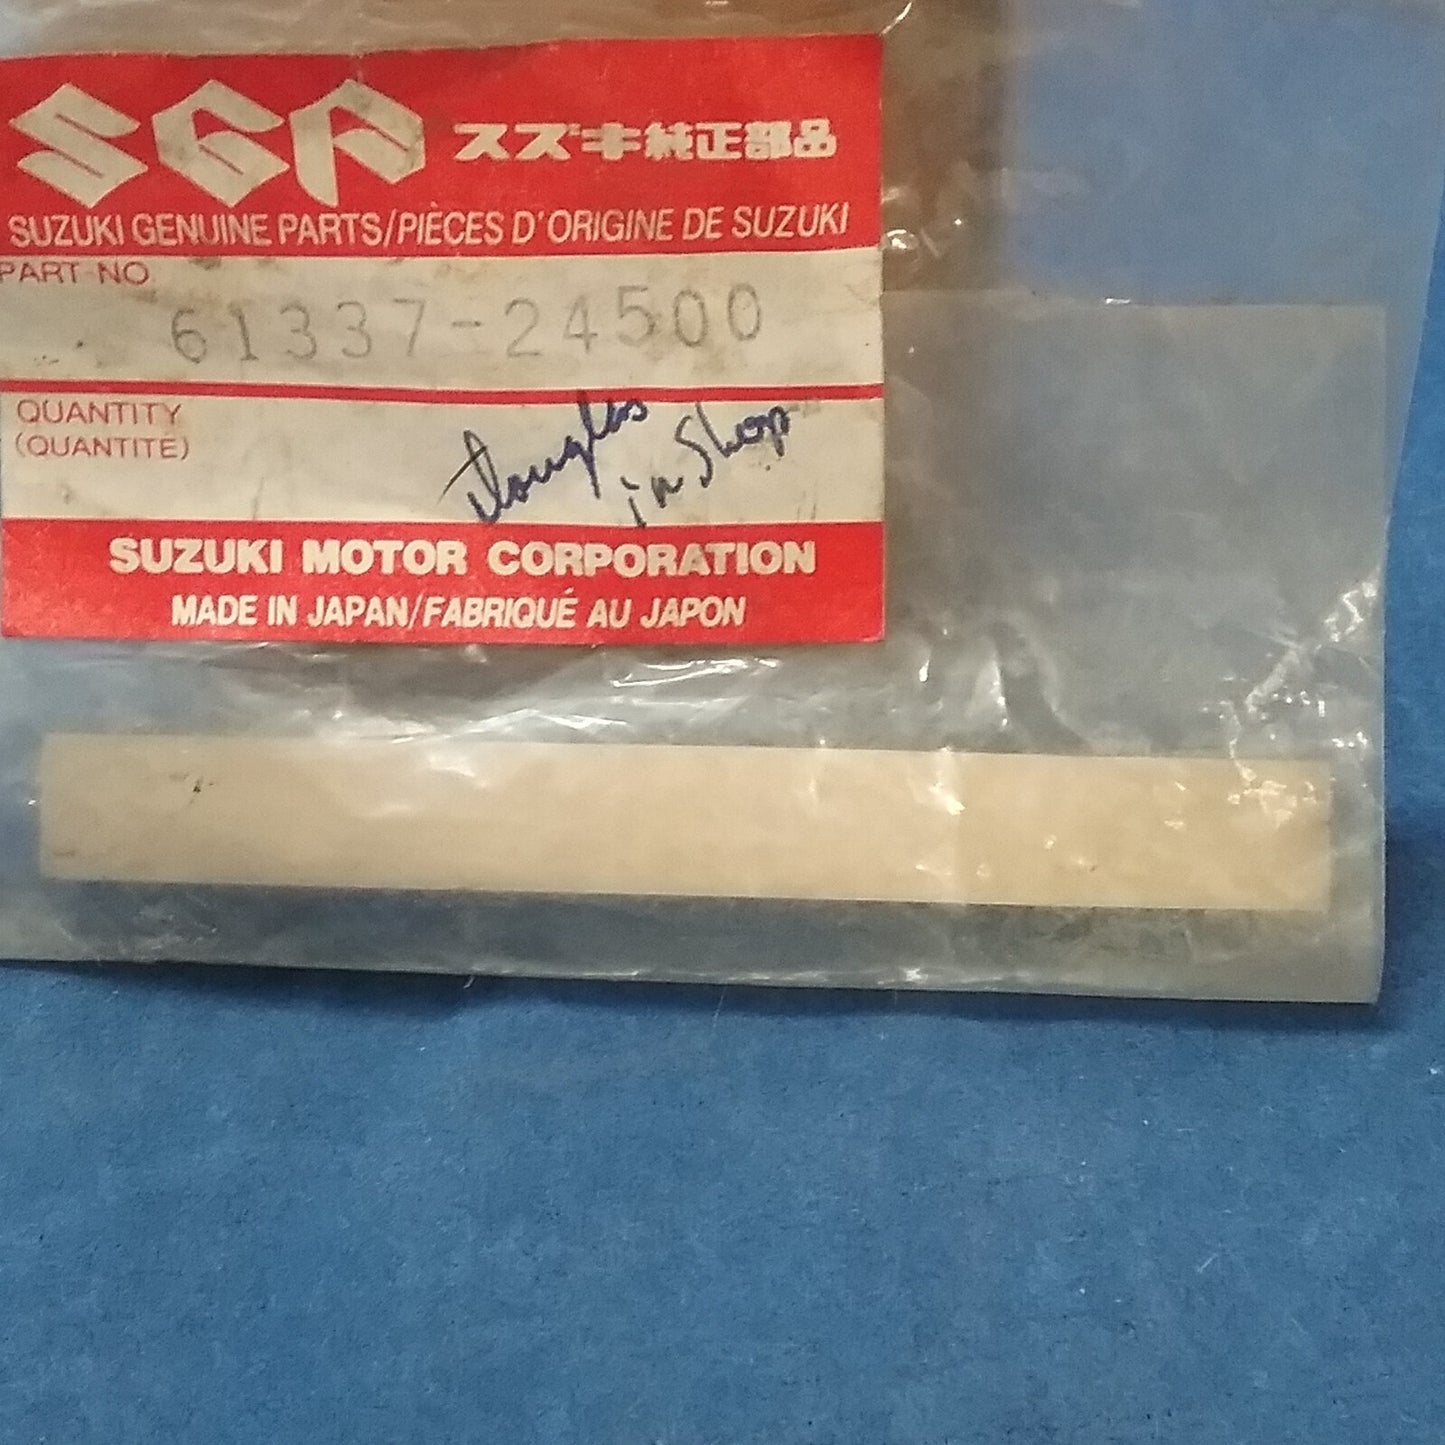 SGP スズキ純正部品
SUZUKI GENUINE PARTS/PIÈCES D'ORIGINE DE SUZUKI
PART NO
61337-24500
QUANTITY
(QUANTITÉ)
Douglas
in Shop
SUZUKI MOTOR CORPORATION
MADE IN JAPAN/FABRIQUÉ AU JAPON